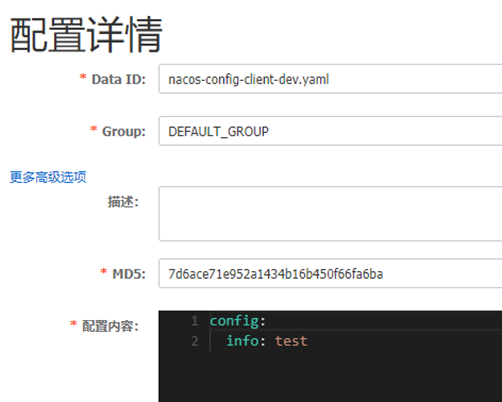 配置详情
* Data ID: nacos-config-client-dev.yaml
* Group: DEFAULT_GROUP
更多高级选项
描述:
* MD5: 7d6ace71e952a1434b16b450f66fa6ba
* 配置内容: 1 config:
2 info: test